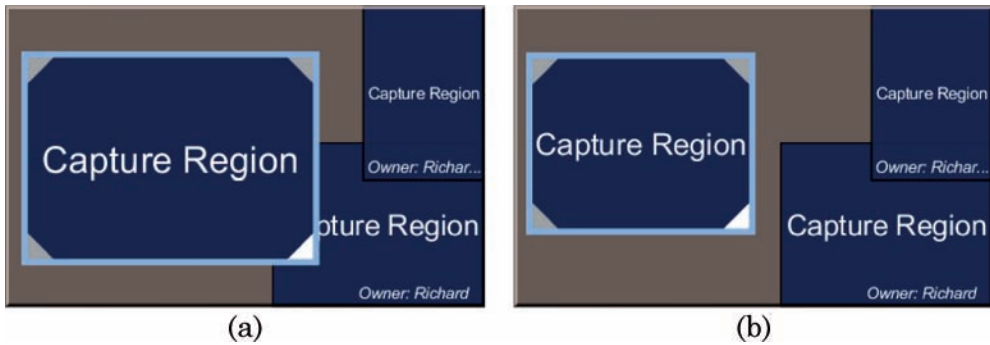 Capture Region
Owner: Richar...
Capture Region
pture Region
Owner: Richard
(a)
Capture Region
Owner: Richar...
Capture Region
Capture Region
Owner: Richard
(b)